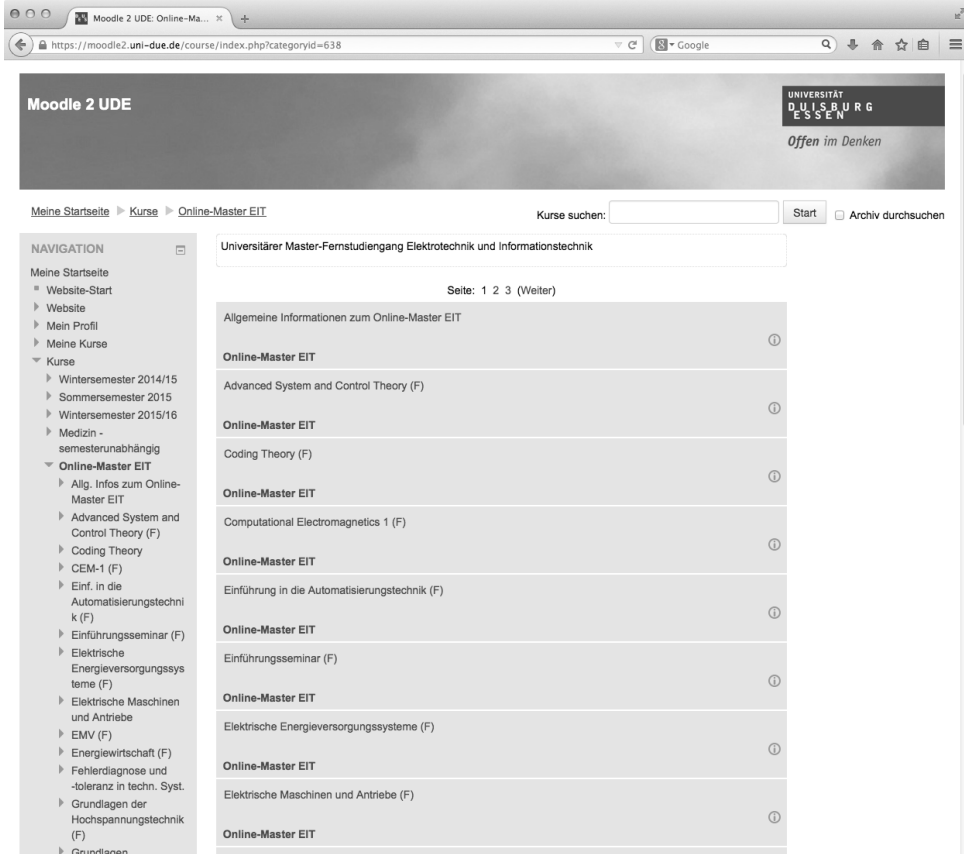 Moodle 2 UDE: Online-Ma...
https://moodle2.uni-due.de/course/index.php?categoryid=638
Google
Moodle 2 UDE
UNIVERSITÄT
DUISBURG
ESSEN
Offen im Denken
Meine Startseite
Kurse
Online-Master EIT
Kurse suchen:
Start
Archiv durchsuchen
NAVIGATION
Meine Startseite
Website-Start
Website
Mein Profil
Meine Kurse
Kurse
Wintersemester 2014/15
Sommersemester 2015
Wintersemester 2015/16
Medizin -
semesterunabhängig
Online-Master EIT
Allg. Infos zum Online-
Master EIT
Advanced System and
Control Theory (F)
Coding Theory
CEM-1 (F)
Einf. in die
Automatisierungstechni
k (F)
Einführungsseminar (F)
Elektrische
Energieversorgungssys
teme (F)
Elektrische Maschinen
und Antriebe
EMV (F)
Energiewirtschaft (F)
Fehlerdiagnose und
-toleranz in techn. Syst.
Grundlagen der
Hochspannungstechnik
(F)
Grundlagen
Universitärer Master-Fernstudiengang Elektrotechnik und Informationstechnik
Seite: 1 2 3 (Weiter)
Allgemeine Informationen zum Online-Master EIT
Online-Master EIT
Advanced System and Control Theory (F)
Online-Master EIT
Coding Theory (F)
Online-Master EIT
Computational Electromagnetics 1 (F)
Online-Master EIT
Einführung in die Automatisierungstechnik (F)
Online-Master EIT
Einführungsseminar (F)
Online-Master EIT
Elektrische Energieversorgungssysteme (F)
Online-Master EIT
Elektrische Maschinen und Antriebe (F)
Online-Master EIT